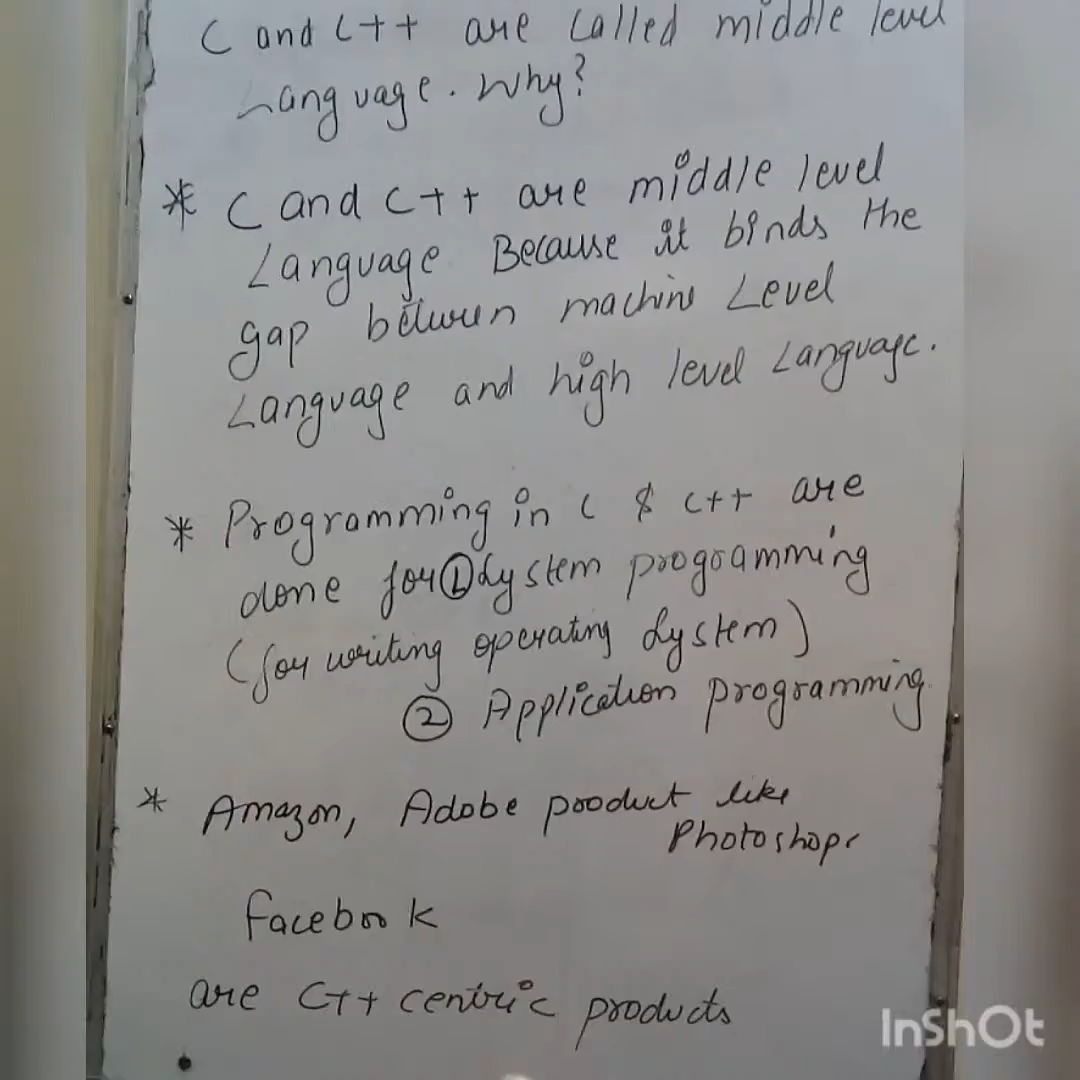 C and C++ are called middle level
Language. Why?
* C and C++ are middle level
Language Because it binds the
gap between machine Level
Language and high level Language.
* Programming in C & C++ are
done for ① System programming
(for writing operating System)
② Application programming
* Amazon, Adobe product like
Photoshop
facebook
are C++ centric products
InShOt